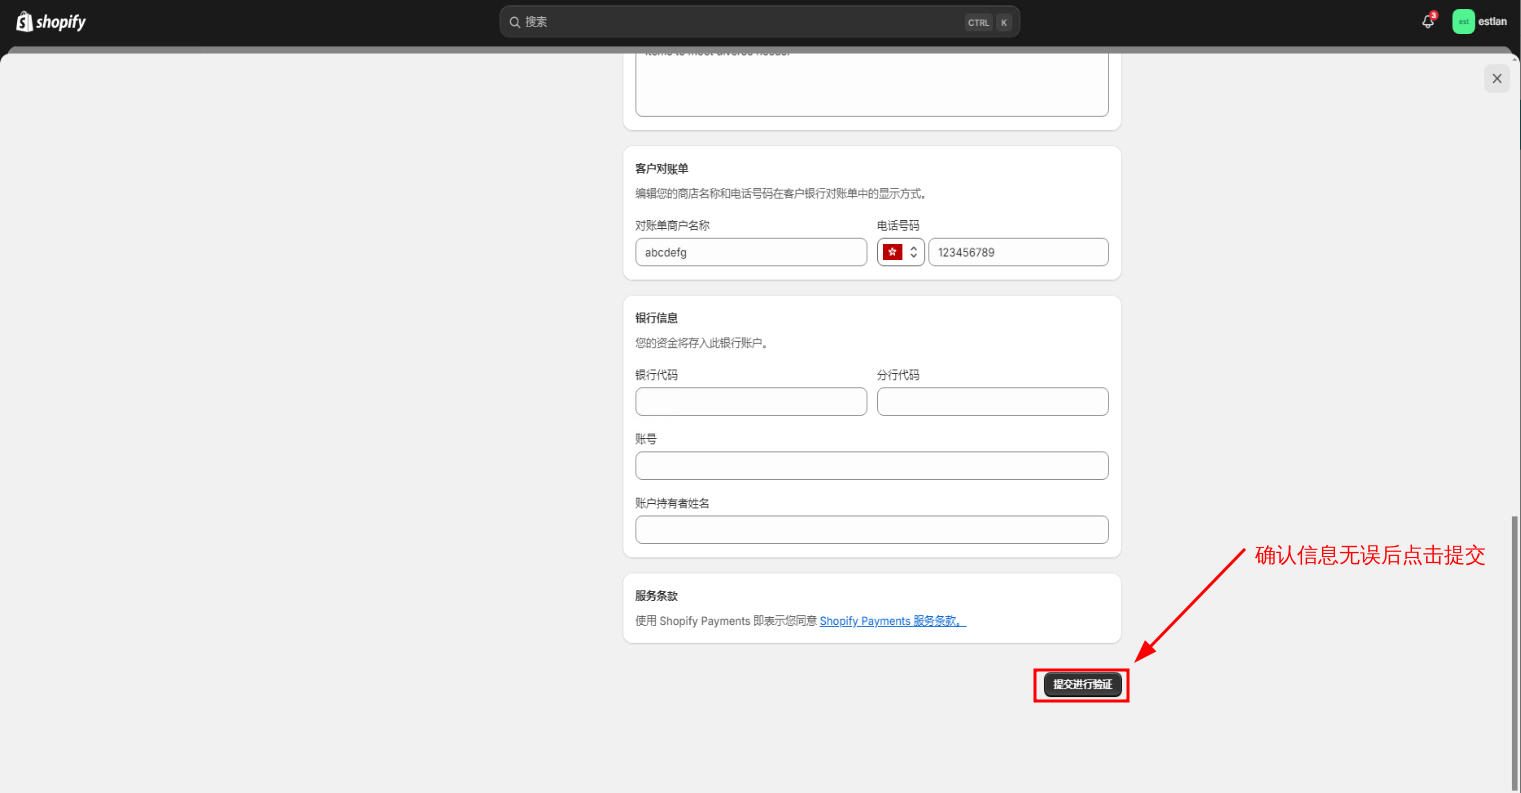 shopify
搜索
CTRL K
3
est
estlan
items to meet diverse needs.
客户对账单
编辑您的商店名称和电话号码在客户银行对账单中的显示方式。
对账单商户名称
电话号码
abcdefg
123456789
银行信息
您的资金将存入此银行账户。
银行代码
分行代码
账号
账户持有者姓名
确认信息无误后点击提交
服务条款
使用 Shopify Payments 即表示您同意 Shopify Payments 服务条款。
提交进行验证